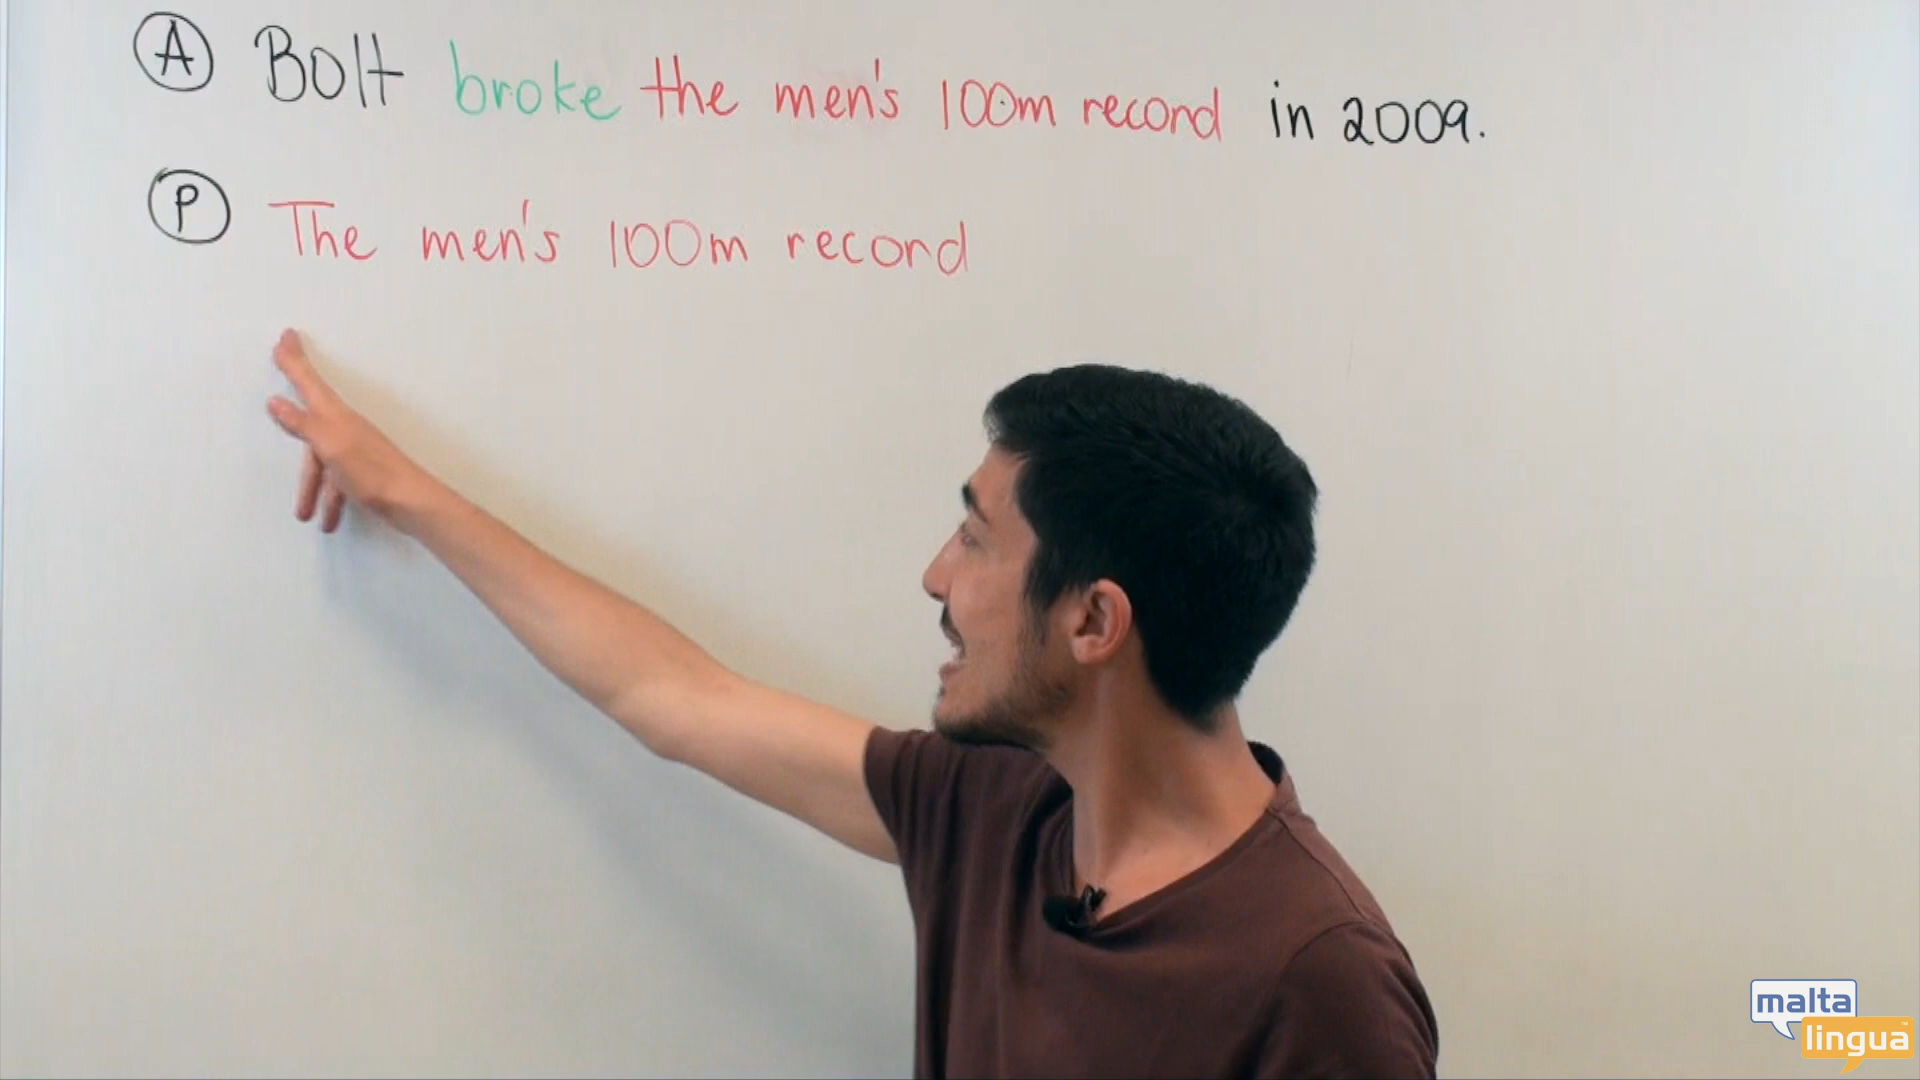 A Bolt broke the men's 100m record in 2009.
P The men's 100m record
malta
lingua